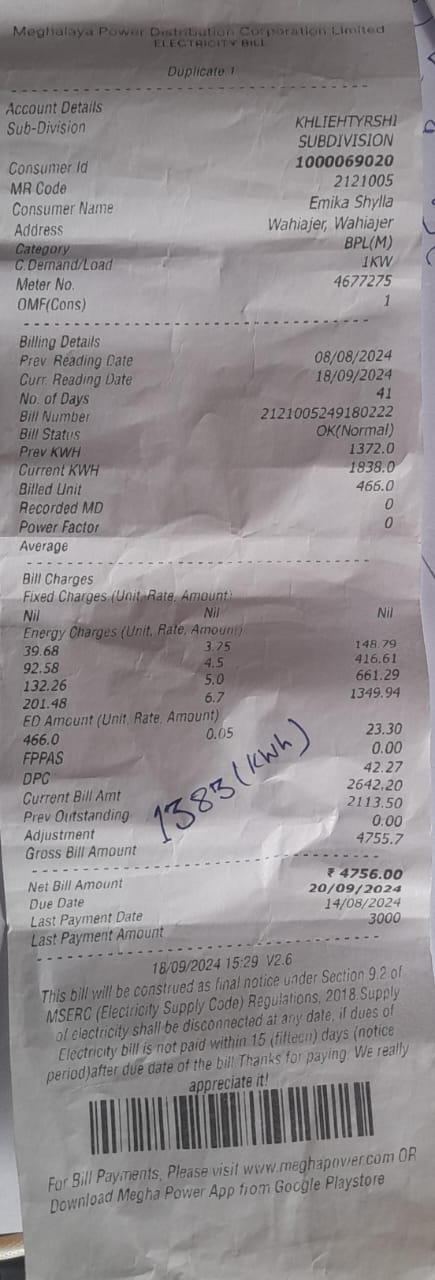 Meghalaya Power Distribution Corporation Limited
ELECTRICITY BILL
Duplicate 1
Account Details
Sub-Division KHLIEHTYRSHI
SUBDIVISION
Consumer Id 1000069020
MR Code 2121005
Consumer Name Emika Shylla
Address Wahiajer, Wahiajer
Category BPL(M)
C.Demand/Load 1KW
Meter No. 4677275
OMF(Cons) 1
Billing Details
Prev. Reading Date 08/08/2024
Curr. Reading Date 18/09/2024
No. of Days 41
Bill Number 2121005249180222
Bill Status OK(Normal)
Prev KWH 1372.0
Current KWH 1838.0
Billed Unit 466.0
Recorded MD 0
Power Factor 0
Average
Bill Charges
Fixed Charges (Unit, Rate, Amount)
Nil Nil Nil
Energy Charges (Unit, Rate, Amount)
39.68 3.75 148.79
92.58 4.5 416.61
132.26 5.0 661.29
201.48 6.7 1349.94
ED Amount (Unit, Rate, Amount)
466.0 0.05 23.30
FPPAS 0.00
DPC 42.27
Current Bill Amt 2642.20
Prev Outstanding 2113.50
Adjustment 0.00
Gross Bill Amount 4755.7
1383 (kwh)
Net Bill Amount ₹ 4756.00
Due Date 20/09/2024
Last Payment Date 14/08/2024
Last Payment Amount 3000
18/09/2024 15:29 V2.6
This bill will be construed as final notice under Section 9.2 of
MSERC (Electricity Supply Code) Regulations, 2018.Supply
of electricity shall be disconnected at any date, if dues of
Electricity bill is not paid within 15 (fifteen) days (notice
period)after due date of the bill.Thanks for paying. We really
appreciate it!
For Bill Payments, Please visit www.meghapower.com OR
Download Megha Power App from Google Playstore